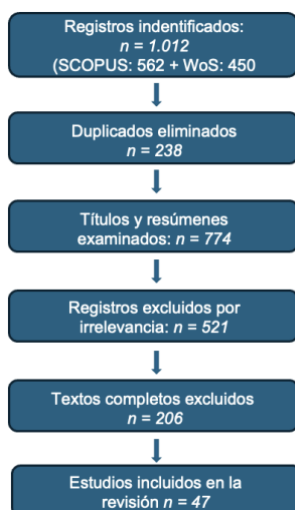 Registros indentificados:
n = 1.012
(SCOPUS: 562 + WoS: 450
Duplicados eliminados
n = 238
Títulos y resúmenes
examinados: n = 774
Registros excluidos por
irrelevancia: n = 521
Textos completos excluidos
n = 206
Estudios incluidos en la
revisión n = 47